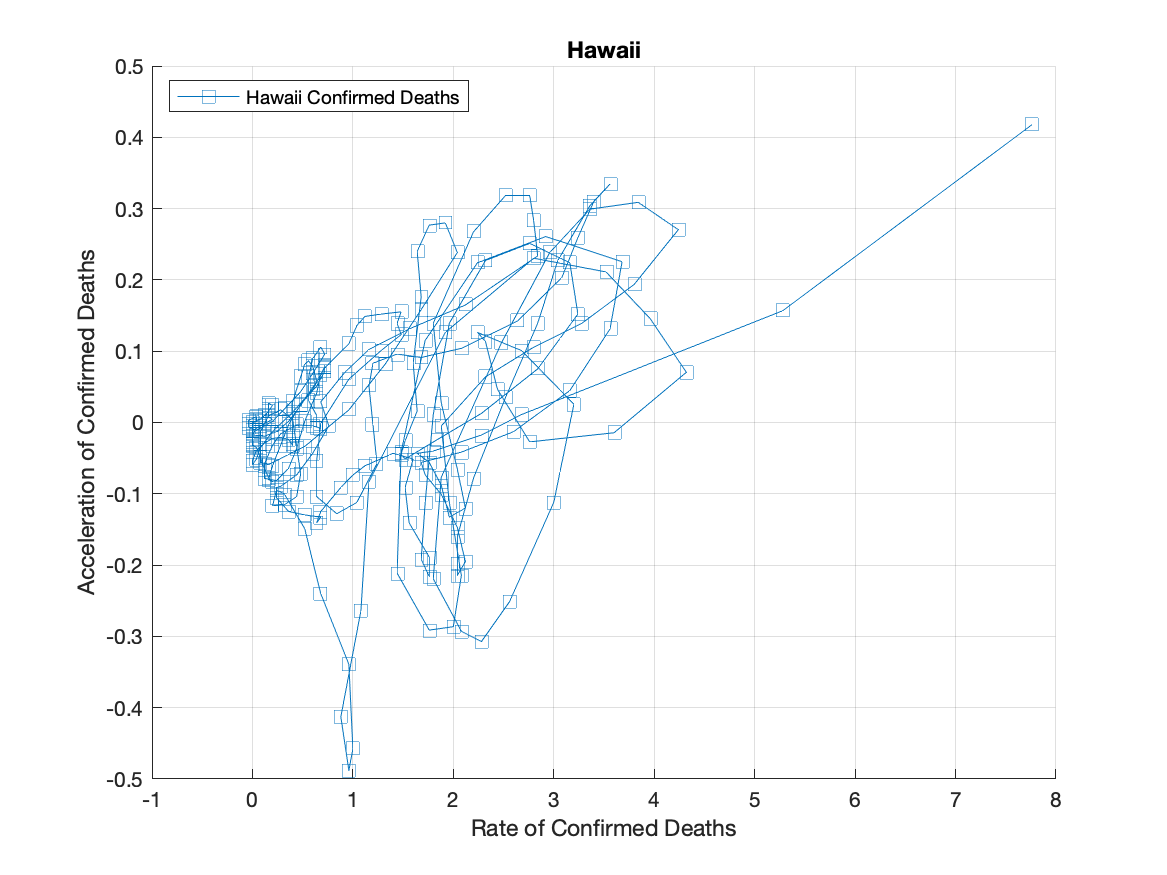 Hawaii
Hawaii Confirmed Deaths
0.5
0.4
0.3
0.2
0.1
0
-0.1
-0.2
-0.3
-0.4
-0.5
Acceleration of Confirmed Deaths
-1 0 1 2 3 4 5 6 7 8
Rate of Confirmed Deaths